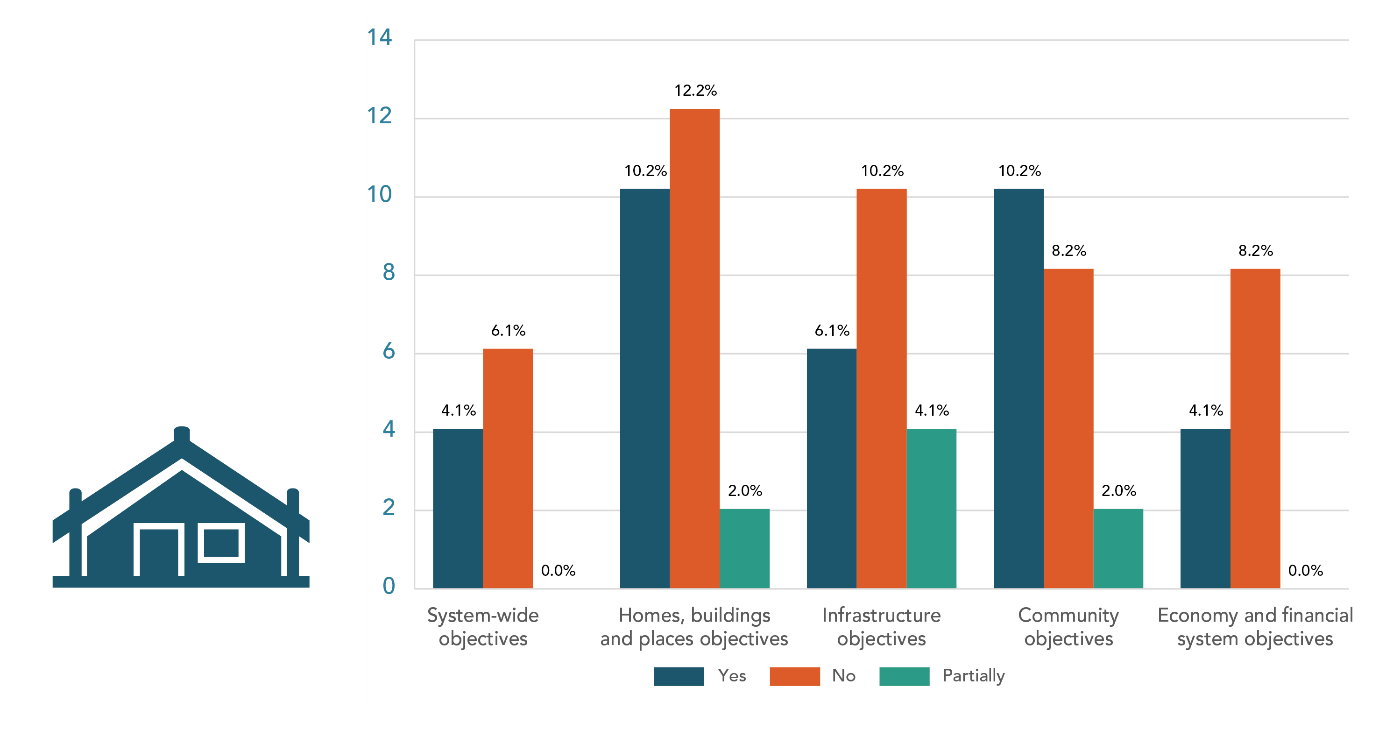 14
12
10
8
6
4
2
0
4.1%
6.1%
0.0%
10.2%
12.2%
2.0%
6.1%
10.2%
4.1%
10.2%
8.2%
2.0%
4.1%
8.2%
0.0%
System-wide
objectives
Homes, buildings
and places objectives
Infrastructure
objectives
Community
objectives
Economy and financial
system objectives
Yes
No
Partially